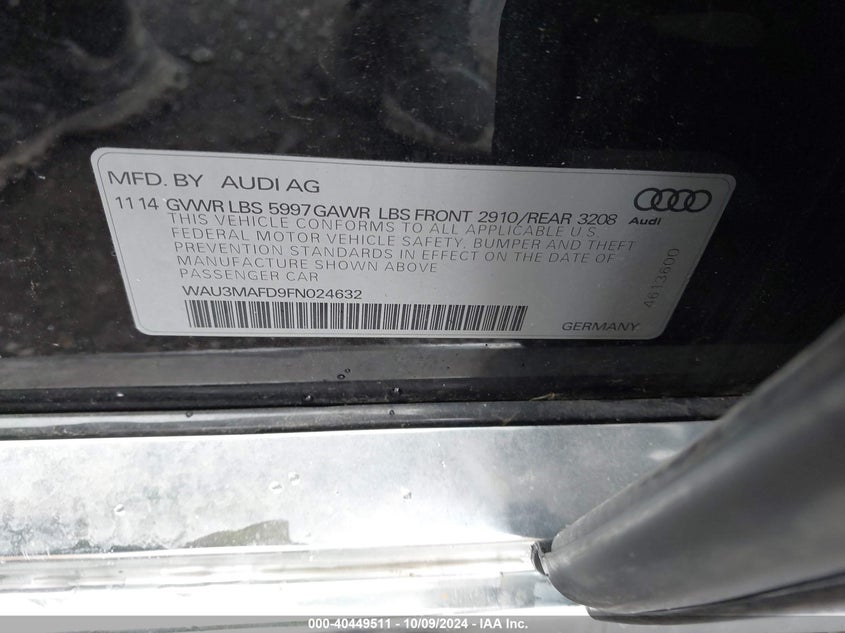 MFD. BY AUDI AG
11 14 GVWR LBS 5997 GAWR LBS FRONT 2910/REAR 3208
Audi
THIS VEHICLE CONFORMS TO ALL APPLICABLE U.S.
FEDERAL MOTOR VEHICLE SAFETY, BUMPER AND THEFT
PREVENTION STANDARDS IN EFFECT ON THE DATE OF
MANUFACTURE SHOWN ABOVE
PASSENGER CAR
WAU3MAFD9FN024632
GERMANY
4613600
000-40449511 - 10/09/2024 - IAA Inc.